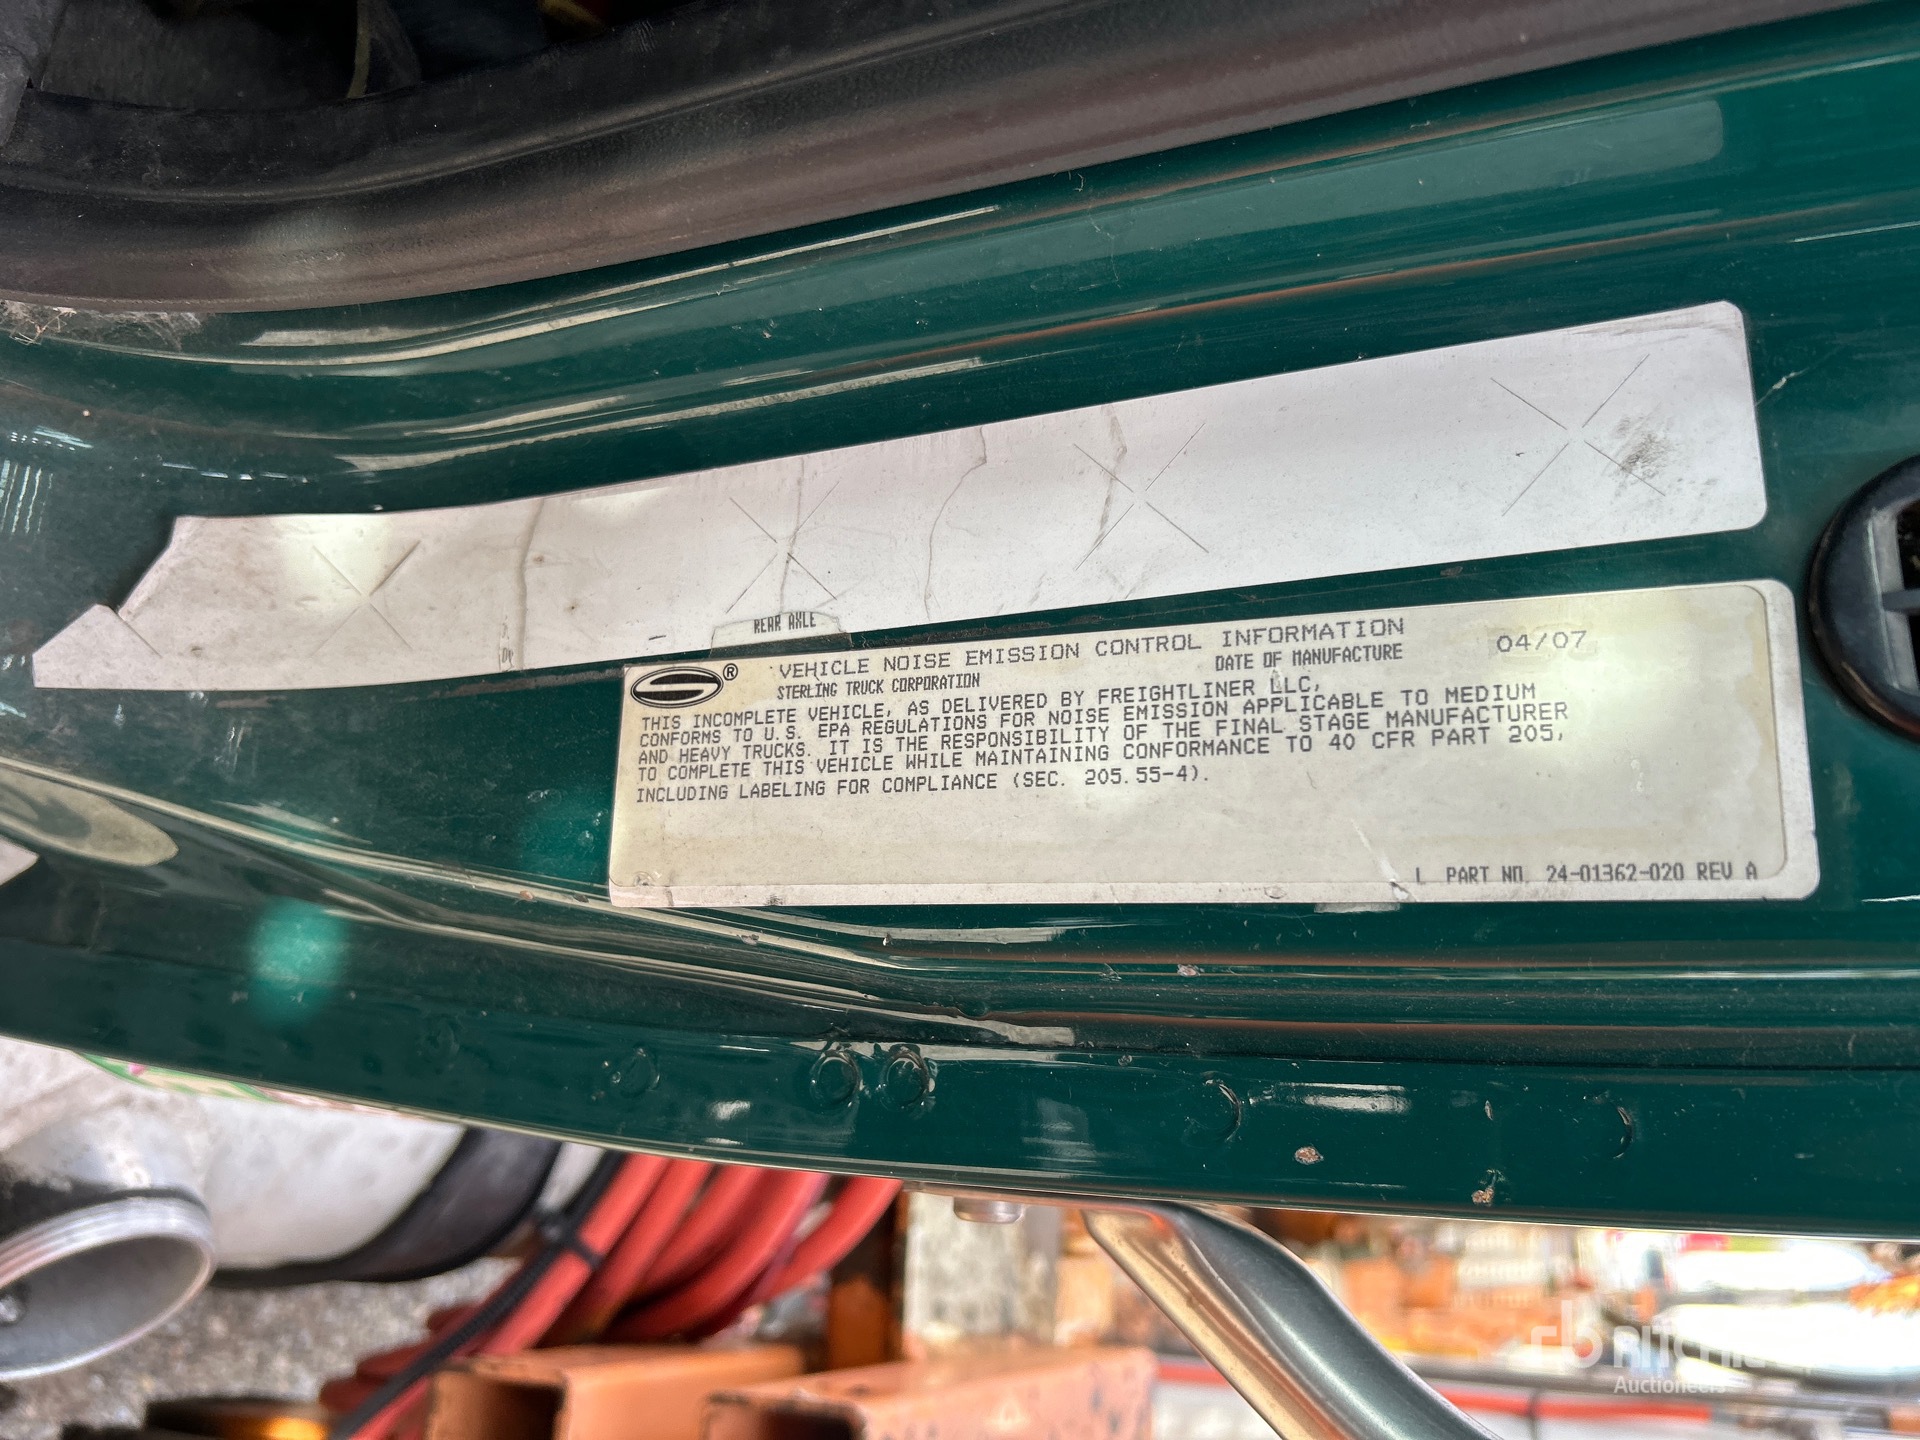 REAR AXLE
® VEHICLE NOISE EMISSION CONTROL INFORMATION 04/07
STERLING TRUCK CORPORATION DATE OF MANUFACTURE
THIS INCOMPLETE VEHICLE, AS DELIVERED BY FREIGHTLINER LLC,
CONFORMS TO U.S. EPA REGULATIONS FOR NOISE EMISSION APPLICABLE TO MEDIUM
AND HEAVY TRUCKS. IT IS THE RESPONSIBILITY OF THE FINAL STAGE MANUFACTURER
TO COMPLETE THIS VEHICLE WHILE MAINTAINING CONFORMANCE TO 40 CFR PART 205,
INCLUDING LABELING FOR COMPLIANCE (SEC. 205.55-4).
L PART NO. 24-01362-020 REV A
rb RITCHIE
Auctioneers